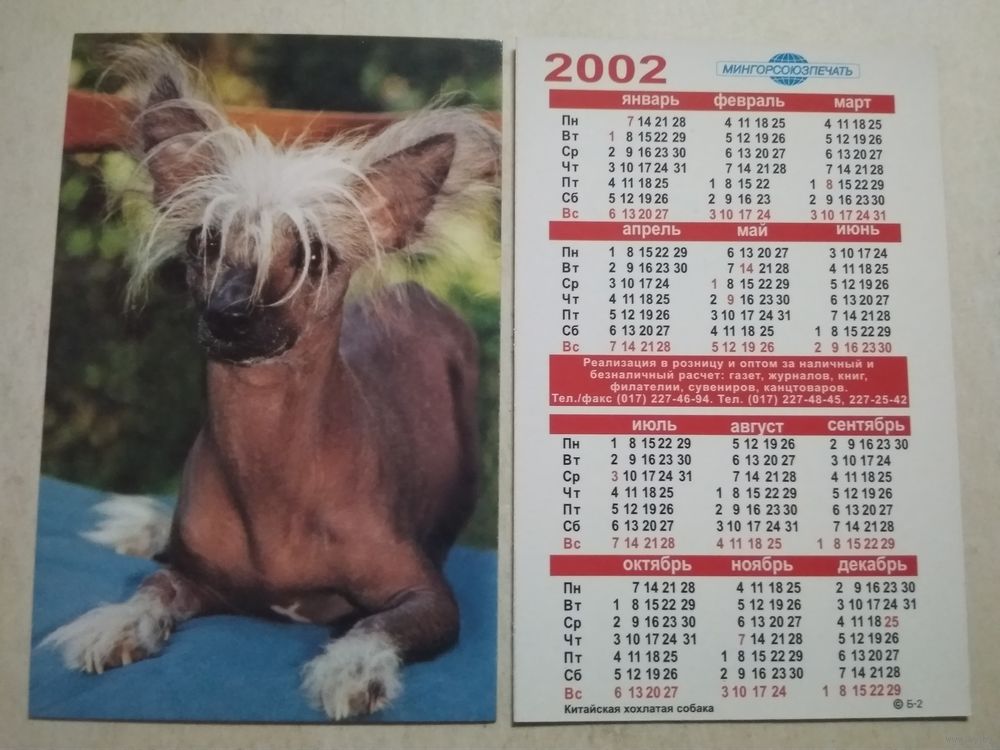 2002
МИНГОРСОЮЗПЕЧАТЬ
январь февраль март
Пн 7 14 21 28 4 11 18 25 4 11 18 25
Вт 1 8 15 22 29 5 12 19 26 5 12 19 26
Ср 2 9 16 23 30 6 13 20 27 6 13 20 27
Чт 3 10 17 24 31 7 14 21 28 7 14 21 28
Пт 4 11 18 25 1 8 15 22 1 8 15 22 29
Сб 5 12 19 26 2 9 16 23 2 9 16 23 30
Вс 6 13 20 27 3 10 17 24 3 10 17 24 31
апрель май июнь
Пн 1 8 15 22 29 6 13 20 27 3 10 17 24
Вт 2 9 16 23 30 7 14 21 28 4 11 18 25
Ср 3 10 17 24 1 8 15 22 29 5 12 19 26
Чт 4 11 18 25 2 9 16 23 30 6 13 20 27
Пт 5 12 19 26 3 10 17 24 31 7 14 21 28
Сб 6 13 20 27 4 11 18 25 1 8 15 22 29
Вс 7 14 21 28 5 12 19 26 2 9 16 23 30
Реализация в розницу и оптом за наличный и
безналичный расчет: газет, журналов, книг,
филателии, сувениров, канцтоваров.
Тел./факс (017) 227-46-94. Тел. (017) 227-48-45, 227-25-42
июль август сентябрь
Пн 1 8 15 22 29 5 12 19 26 2 9 16 23 30
Вт 2 9 16 23 30 6 13 20 27 3 10 17 24
Ср 3 10 17 24 31 7 14 21 28 4 11 18 25
Чт 4 11 18 25 1 8 15 22 29 5 12 19 26
Пт 5 12 19 26 2 9 16 23 30 6 13 20 27
Сб 6 13 20 27 3 10 17 24 31 7 14 21 28
Вс 7 14 21 28 4 11 18 25 1 8 15 22 29
октябрь ноябрь декабрь
Пн 7 14 21 28 4 11 18 25 2 9 16 23 30
Вт 1 8 15 22 29 5 12 19 26 3 10 17 24 31
Ср 2 9 16 23 30 6 13 20 27 4 11 18 25
Чт 3 10 17 24 31 7 14 21 28 5 12 19 26
Пт 4 11 18 25 1 8 15 22 29 6 13 20 27
Сб 5 12 19 26 2 9 16 23 30 7 14 21 28
Вс 6 13 20 27 3 10 17 24 1 8 15 22 29
Китайская хохлатая собака © Б-2